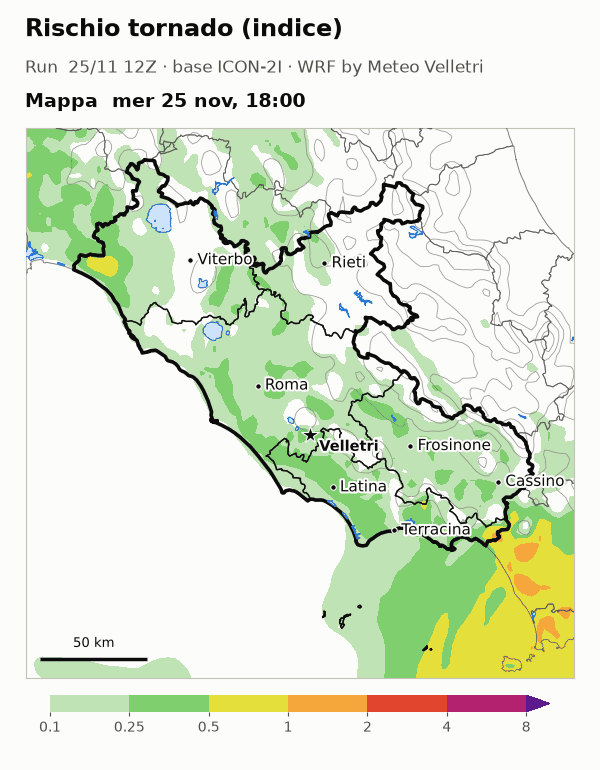 Rischio tornado (indice)
Run  25/11 12Z · base ICON-2I · WRF by Meteo Velletri
Mappa  mer 25 nov, 18:00
Viterbo
Rieti
Roma
Velletri
Frosinone
Latina
Cassino
Terracina
50 km
0.1 0.25 0.5 1 2 4 8